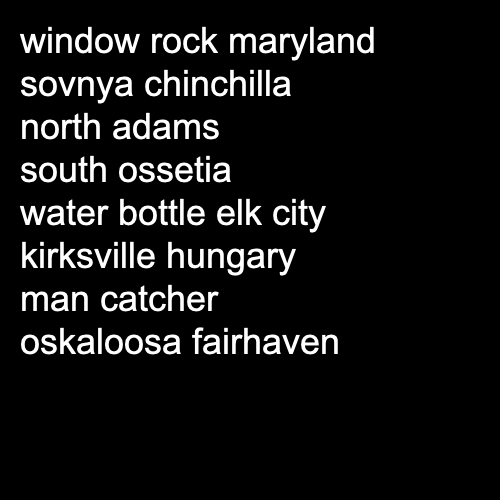 window rock maryland
sovnya chinchilla
north adams
south ossetia
water bottle elk city
kirksville hungary
man catcher
oskaloosa fairhaven